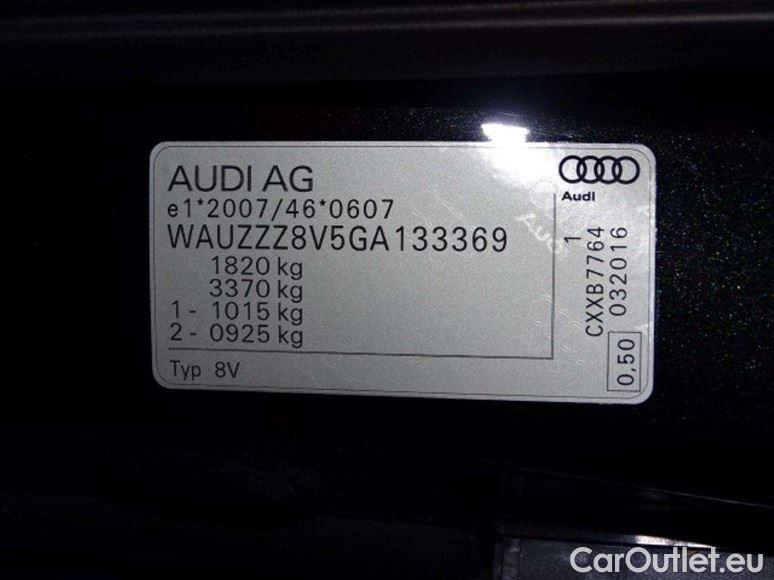 AUDI AG
e1*2007/46*0607
WAUZZZ8V5GA133369
1820 kg
3370 kg
1 - 1015 kg
2 - 0925 kg
Typ 8V
Audi
1
CXXB7764
032016
0,50
CarOutlet.eu